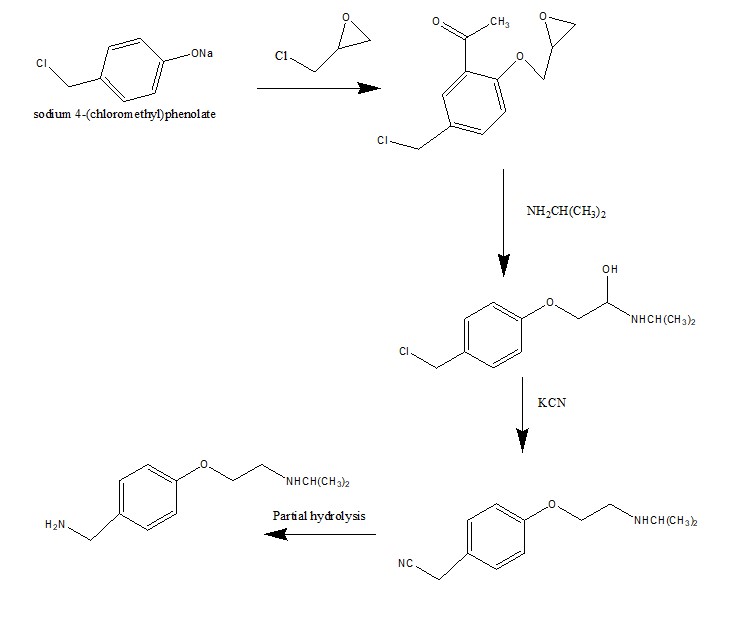 Cl
ONa
sodium 4-(chloromethyl)phenolate
Cl
O
O
CH3
O
O
Cl
NH2CH(CH3)2
OH
O
NHCH(CH3)2
Cl
KCN
O
NHCH(CH3)2
H2N
Partial hydrolysis
O
NHCH(CH3)2
NC